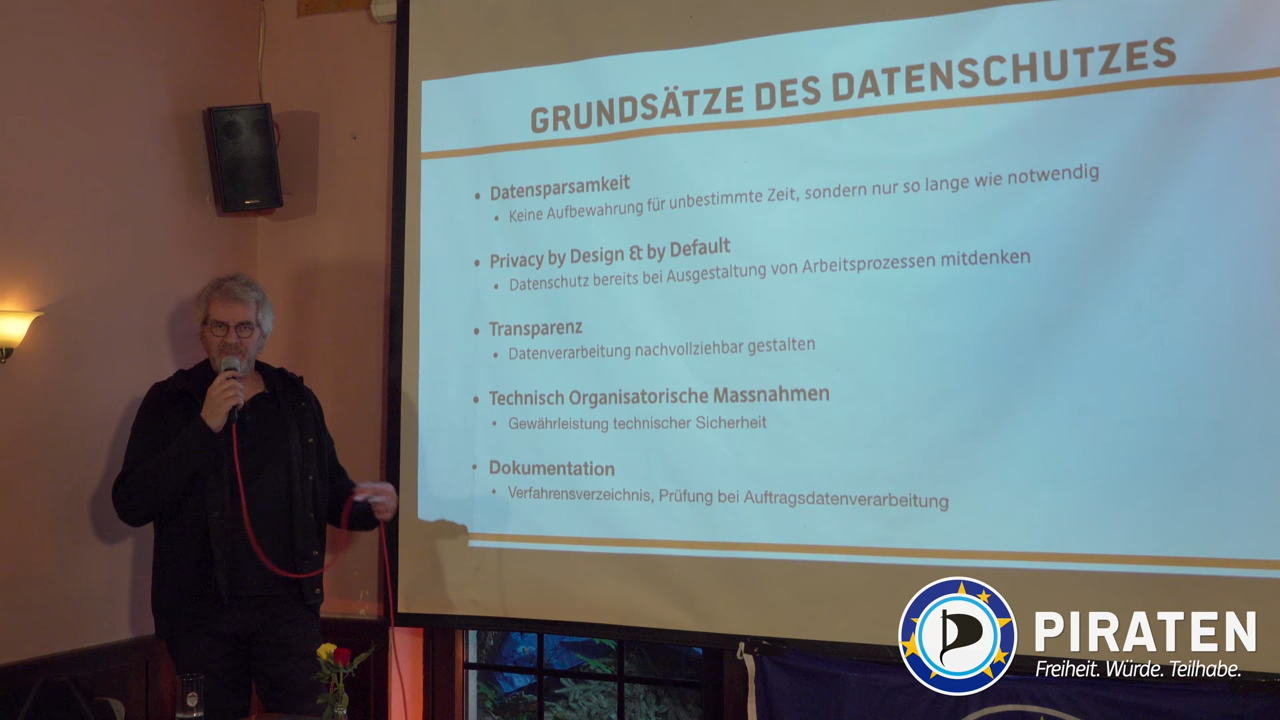 GRUNDSÄTZE DES DATENSCHUTZES
• Datensparsamkeit
• Keine Aufbewahrung für unbestimmte Zeit, sondern nur so lange wie notwendig
• Privacy by Design & by Default
• Datenschutz bereits bei Ausgestaltung von Arbeitsprozessen mitdenken
• Transparenz
• Datenverarbeitung nachvollziehbar gestalten
• Technisch Organisatorische Massnahmen
• Gewährleistung technischer Sicherheit
• Dokumentation
• Verfahrensverzeichnis, Prüfung bei Auftragsdatenverarbeitung
PIRATEN
Freiheit. Würde. Teilhabe.